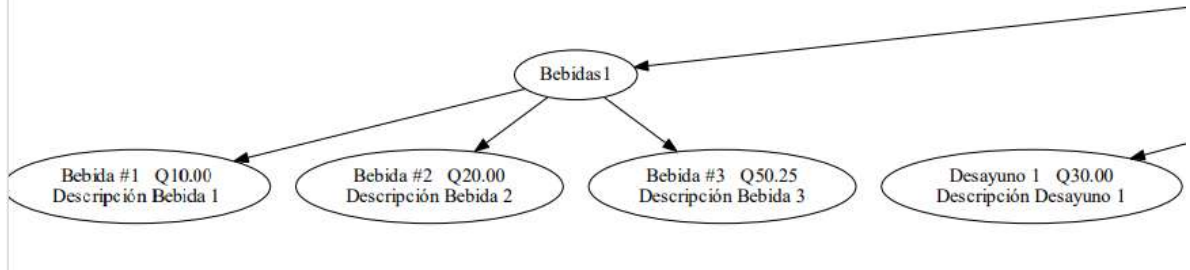 Bebidas1
Bebida #1   Q10.00
Descripción Bebida 1
Bebida #2   Q20.00
Descripción Bebida 2
Bebida #3   Q50.25
Descripción Bebida 3
Desayuno 1   Q30.00
Descripción Desayuno 1